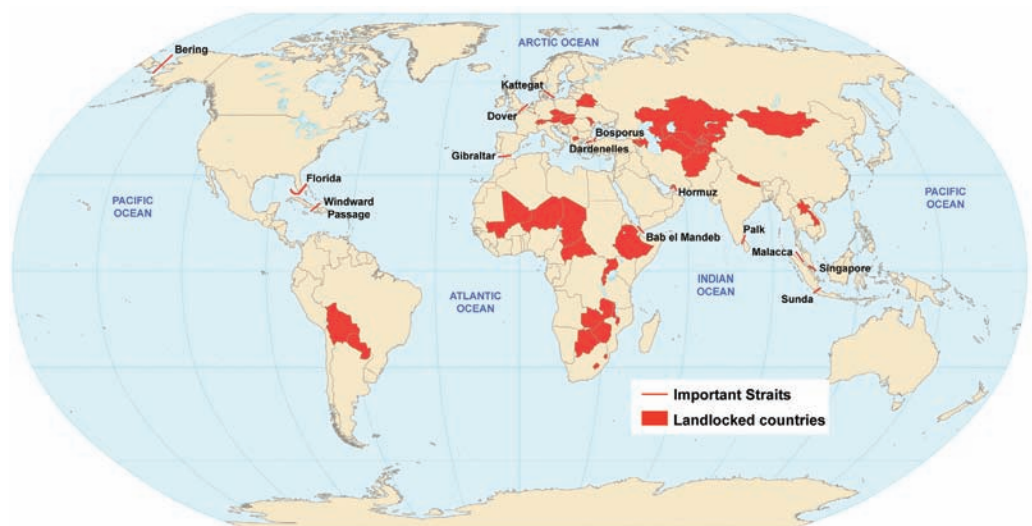 ARCTIC OCEAN
Bering
Kattegat
Dover
Bosporus
Dardenelles
Gibraltar
Florida
Hormuz
PACIFIC
OCEAN
PACIFIC
OCEAN
Windward
Passage
Palk
Bab el Mandeb
Malacca
Singapore
ATLANTIC
OCEAN
INDIAN
OCEAN
Sunda
Important Straits
Landlocked countries